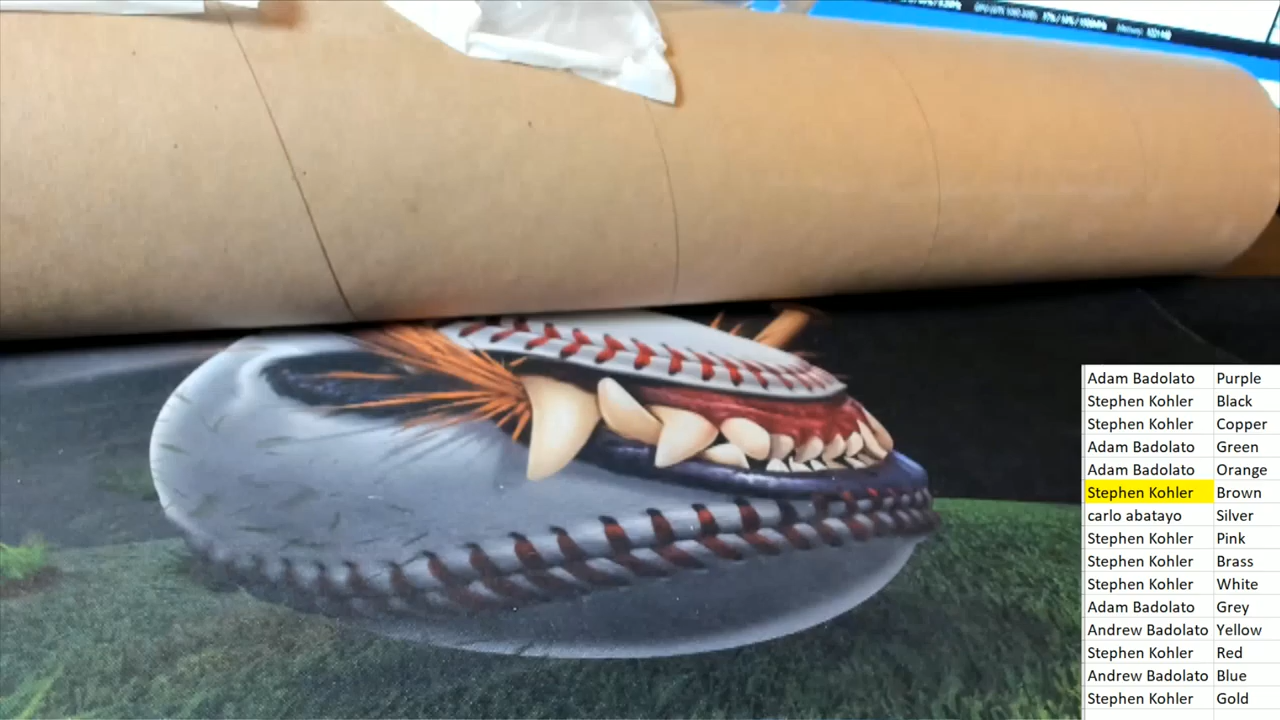 Adam Badolato Purple
Stephen Kohler Black
Stephen Kohler Copper
Adam Badolato Green
Adam Badolato Orange
Stephen Kohler Brown
carlo abatayo Silver
Stephen Kohler Pink
Stephen Kohler Brass
Stephen Kohler White
Adam Badolato Grey
Andrew Badolato Yellow
Stephen Kohler Red
Andrew Badolato Blue
Stephen Kohler Gold